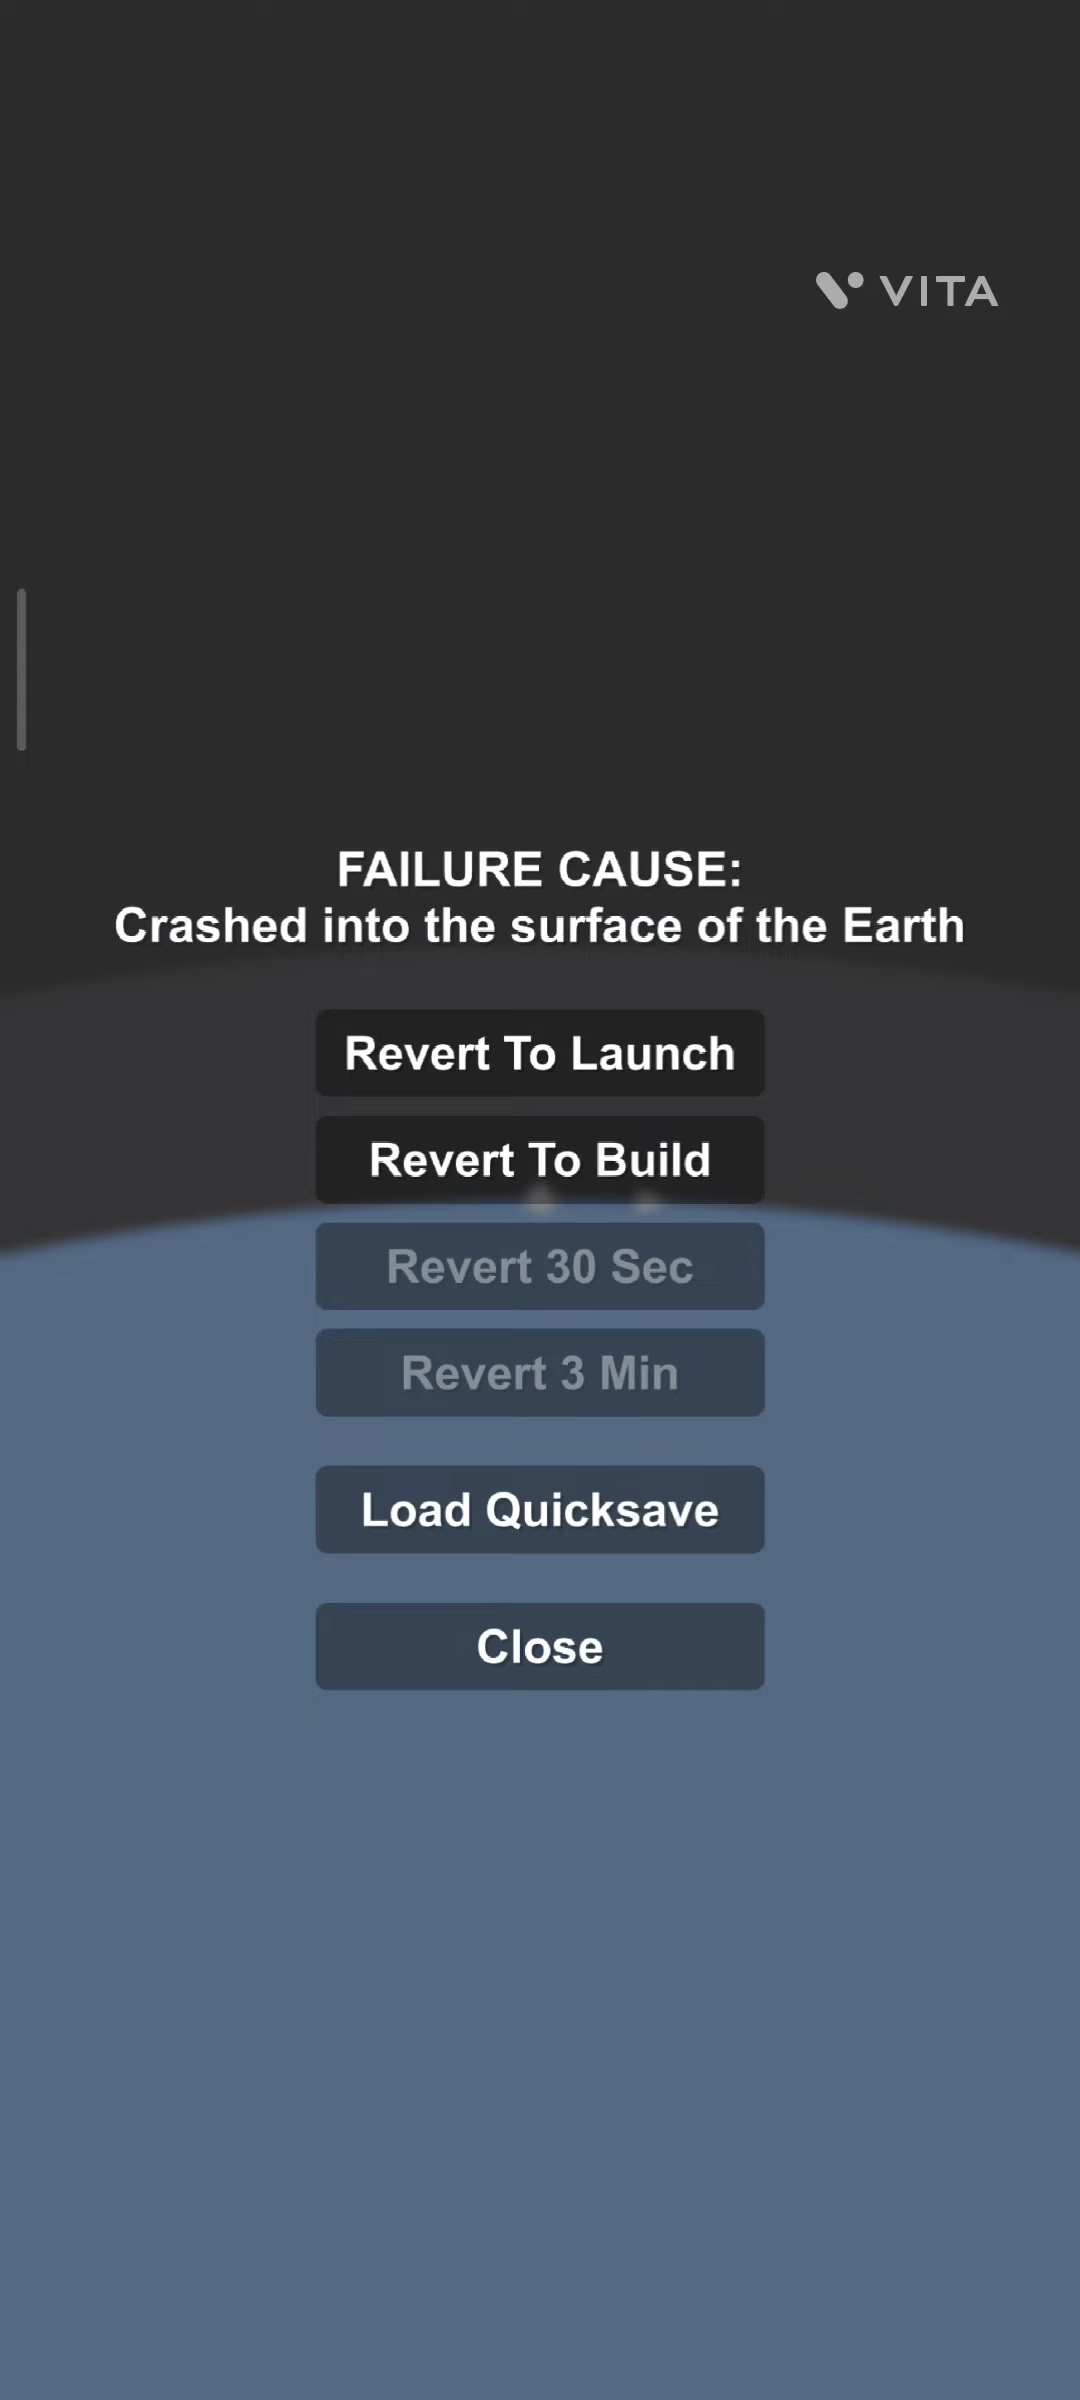 VITA
FAILURE CAUSE:
Crashed into the surface of the Earth
Revert To Launch
Revert To Build
Revert 30 Sec
Revert 3 Min
Load Quicksave
Close